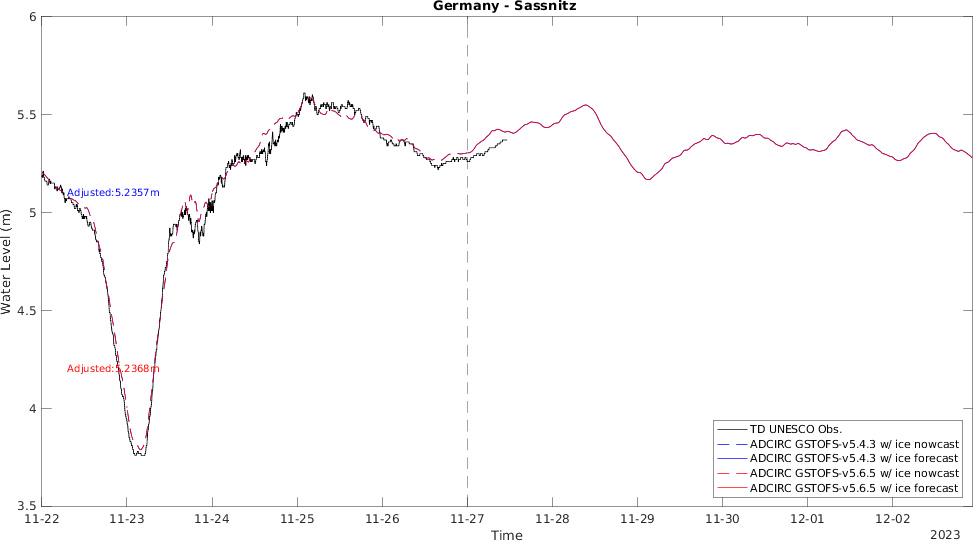 Germany - Sassnitz
6
5.5
5
4.5
4
3.5
Water Level (m)
Adjusted:5.2357m
Adjusted:5.2368m
TD UNESCO Obs.
ADCIRC GSTOFS-v5.4.3 w/ ice nowcast
ADCIRC GSTOFS-v5.4.3 w/ ice forecast
ADCIRC GSTOFS-v5.6.5 w/ ice nowcast
ADCIRC GSTOFS-v5.6.5 w/ ice forecast
11-22 11-23 11-24 11-25 11-26 11-27 11-28 11-29 11-30 12-01 12-02
Time
2023